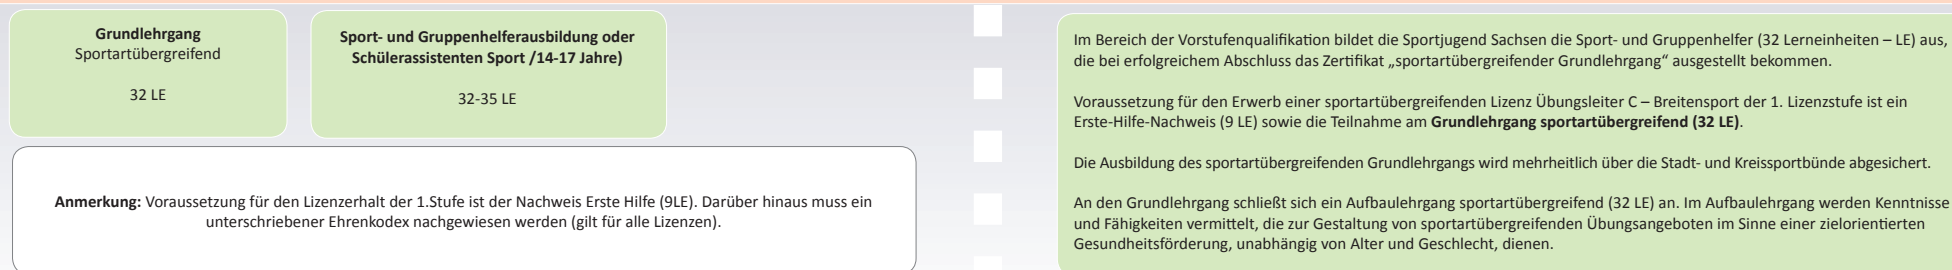 Grundlehrgang
Sportartübergreifend
32 LE
Sport- und Gruppenhelferausbildung oder
Schülerassistenten Sport /14-17 Jahre)
32-35 LE
Anmerkung: Voraussetzung für den Lizenzerhalt der 1.Stufe ist der Nachweis Erste Hilfe (9LE). Darüber hinaus muss ein
unterschriebener Ehrenkodex nachgewiesen werden (gilt für alle Lizenzen).
Im Bereich der Vorstufenqualifikation bildet die Sportjugend Sachsen die Sport- und Gruppenhelfer (32 Lerneinheiten – LE) aus,
die bei erfolgreichem Abschluss das Zertifikat „sportartübergreifender Grundlehrgang“ ausgestellt bekommen.
Voraussetzung für den Erwerb einer sportartübergreifenden Lizenz Übungsleiter C – Breitensport der 1. Lizenzstufe ist ein
Erste-Hilfe-Nachweis (9 LE) sowie die Teilnahme am Grundlehrgang sportartübergreifend (32 LE).
Die Ausbildung des sportartübergreifenden Grundlehrgangs wird mehrheitlich über die Stadt- und Kreissportbünde abgesichert.
An den Grundlehrgang schließt sich ein Aufbaulehrgang sportartübergreifend (32 LE) an. Im Aufbaulehrgang werden Kenntnisse
und Fähigkeiten vermittelt, die zur Gestaltung von sportartübergreifenden Übungsangeboten im Sinne einer zielorientierten
Gesundheitsförderung, unabhängig von Alter und Geschlecht, dienen.